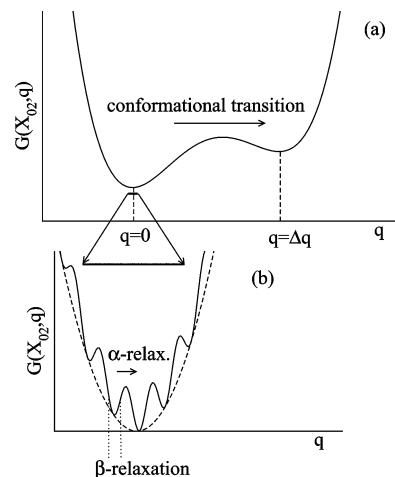 (a)
G(X₀₂,q)
conformational transition
q=0
q=Δq
q
(b)
G(X₀₂,q)
α-relax.
q
β-relaxation